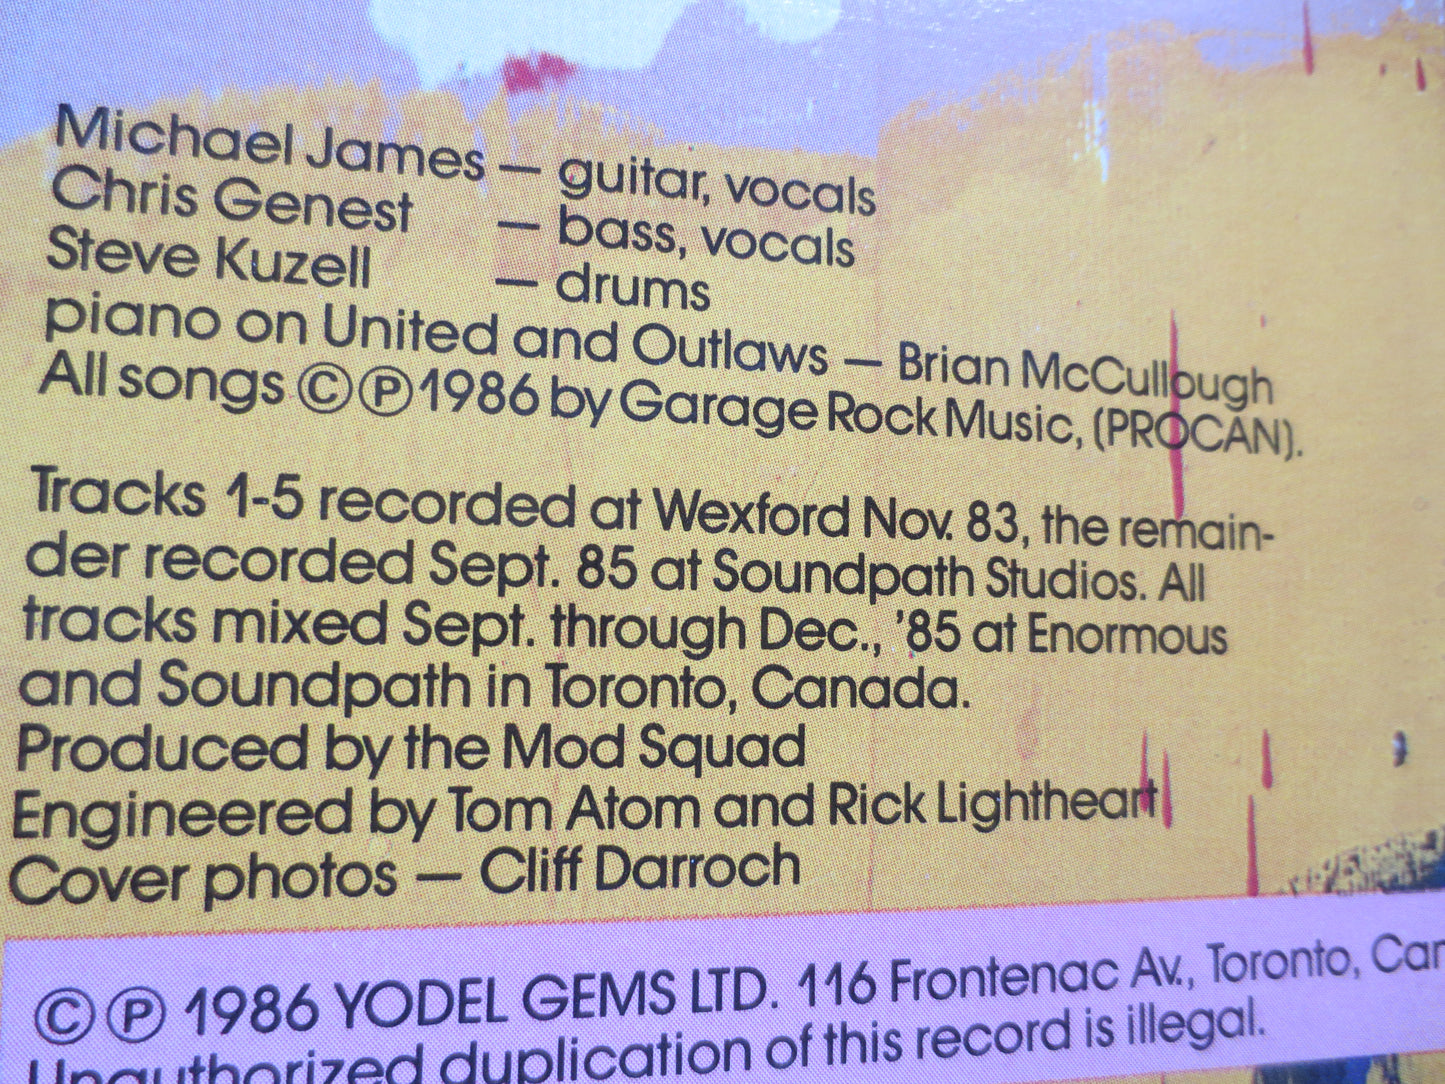 Michael James — guitar, vocals
Chris Genest — bass, vocals
Steve Kuzell — drums
piano on United and Outlaws — Brian McCullough
All songs ©℗1986 by Garage Rock Music, (PROCAN).
Tracks 1-5 recorded at Wexford Nov. 83, the remain-
der recorded Sept. 85 at Soundpath Studios. All
tracks mixed Sept. through Dec., '85 at Enormous
and Soundpath in Toronto, Canada.
Produced by the Mod Squad
Engineered by Tom Atom and Rick Lightheart
Cover photos — Cliff Darroch
©℗ 1986 YODEL GEMS LTD. 116 Frontenac Av., Toronto, Can
Unauthorized duplication of this record is illegal.